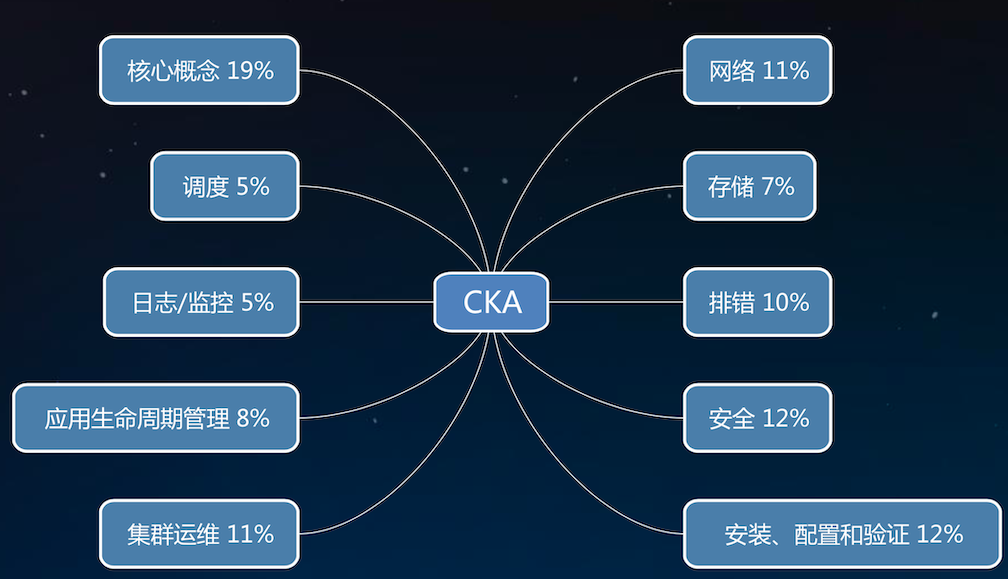 核心概念 19%
调度 5%
日志/监控 5%
应用生命周期管理 8%
集群运维 11%
CKA
网络 11%
存储 7%
排错 10%
安全 12%
安装、配置和验证 12%